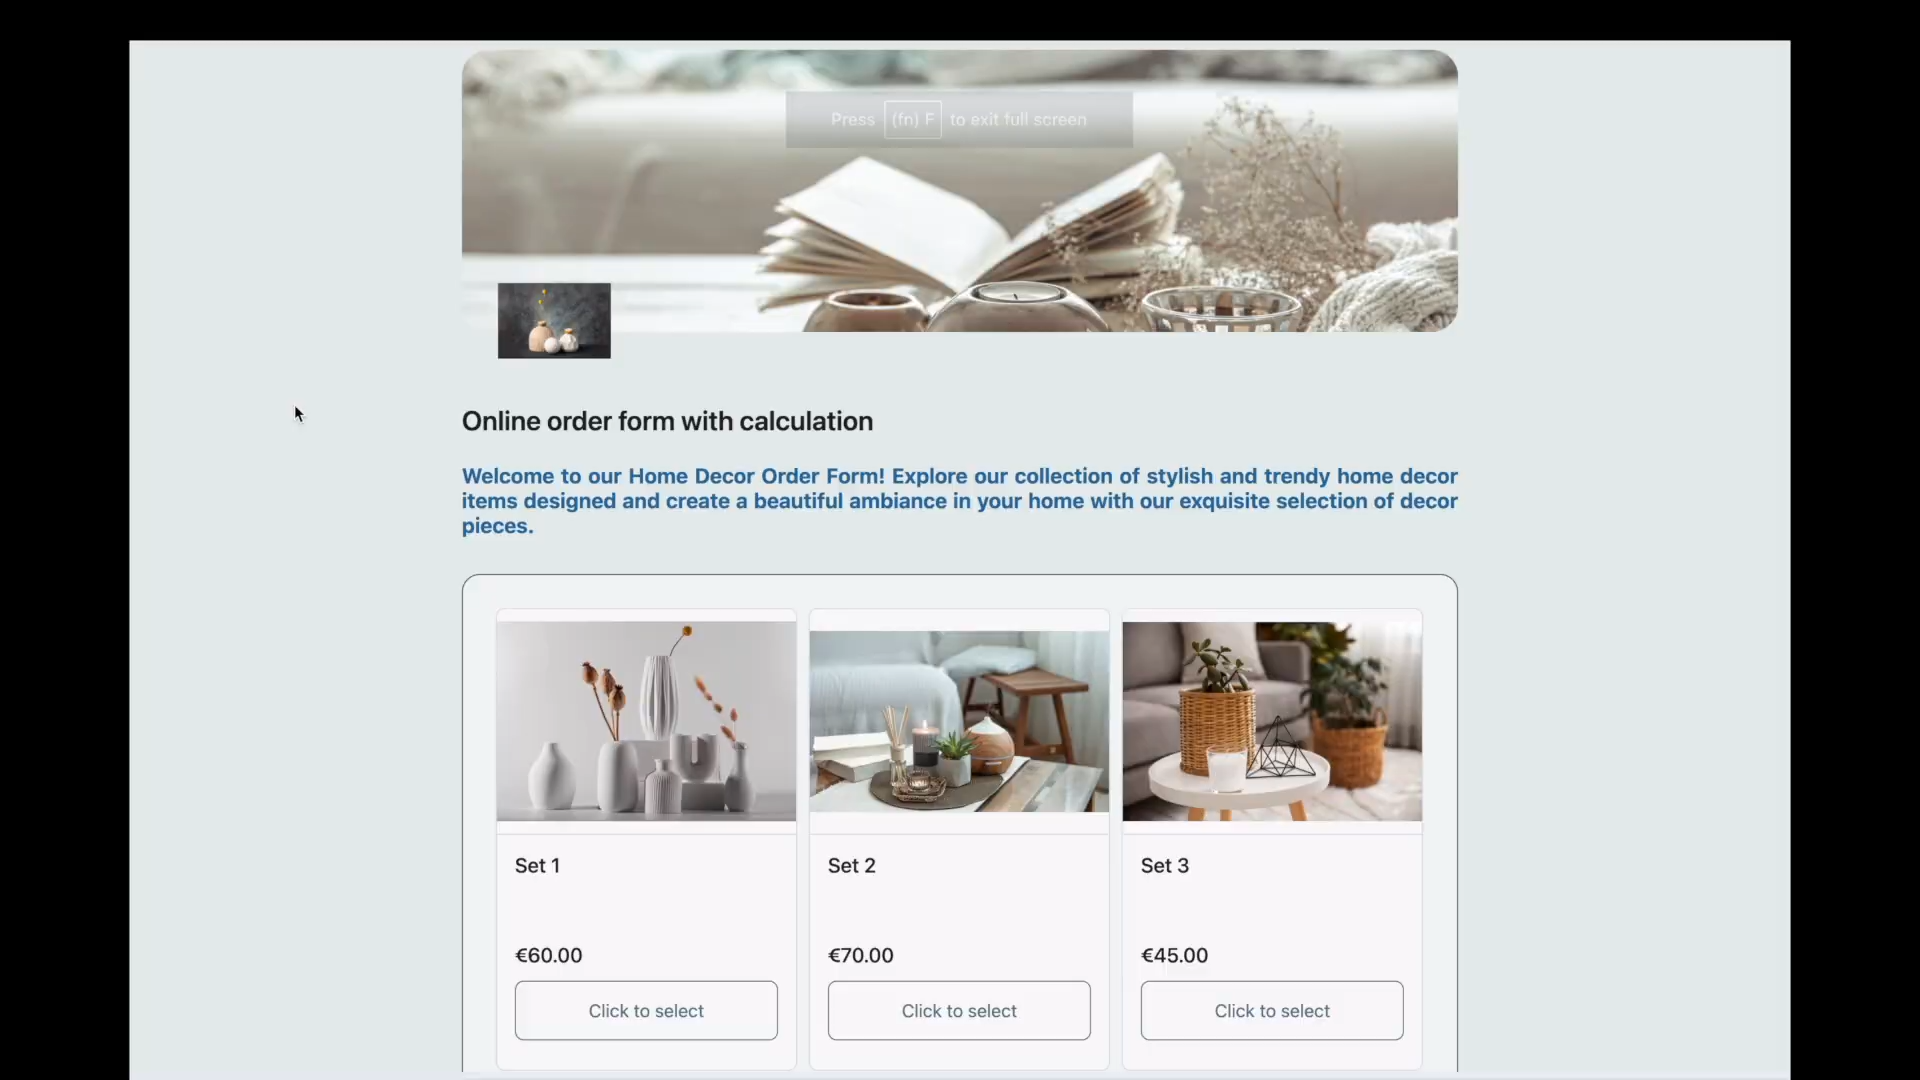 Press (fn) F to exit full screen
Online order form with calculation
Welcome to our Home Decor Order Form! Explore our collection of stylish and trendy home decor
items designed and create a beautiful ambiance in your home with our exquisite selection of decor
pieces.
Set 1
Set 2
Set 3
€60.00
€70.00
€45.00
Click to select
Click to select
Click to select